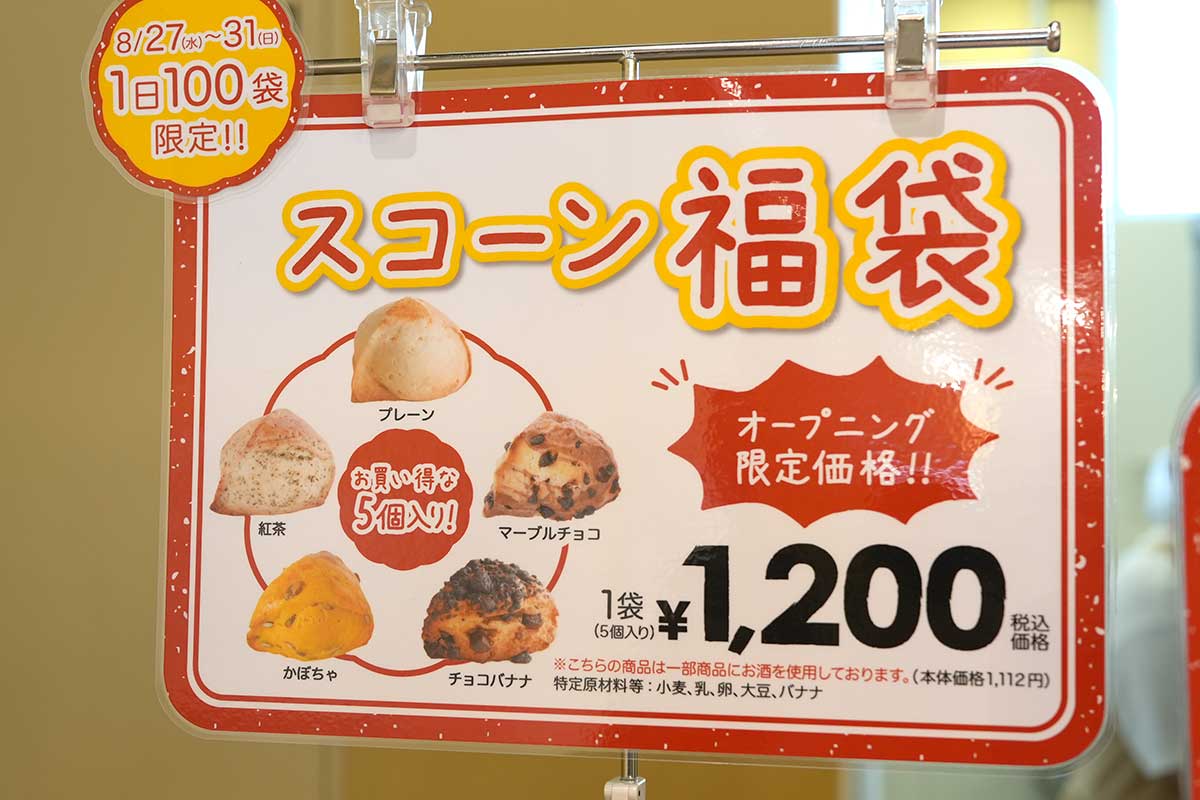 8/27(水)~31(日)
1日100袋
限定!!
スコーン福袋
プレーン
紅茶
マーブルチョコ
かぼちゃ
チョコバナナ
お買い得な
5個入り!
オープニング
限定価格!!
1袋
(5個入り)
¥1,200
税込
価格
※こちらの商品は一部商品にお酒を使用しております。(本体価格1,112円)
特定原材料等:小麦、乳、卵、大豆、バナナ